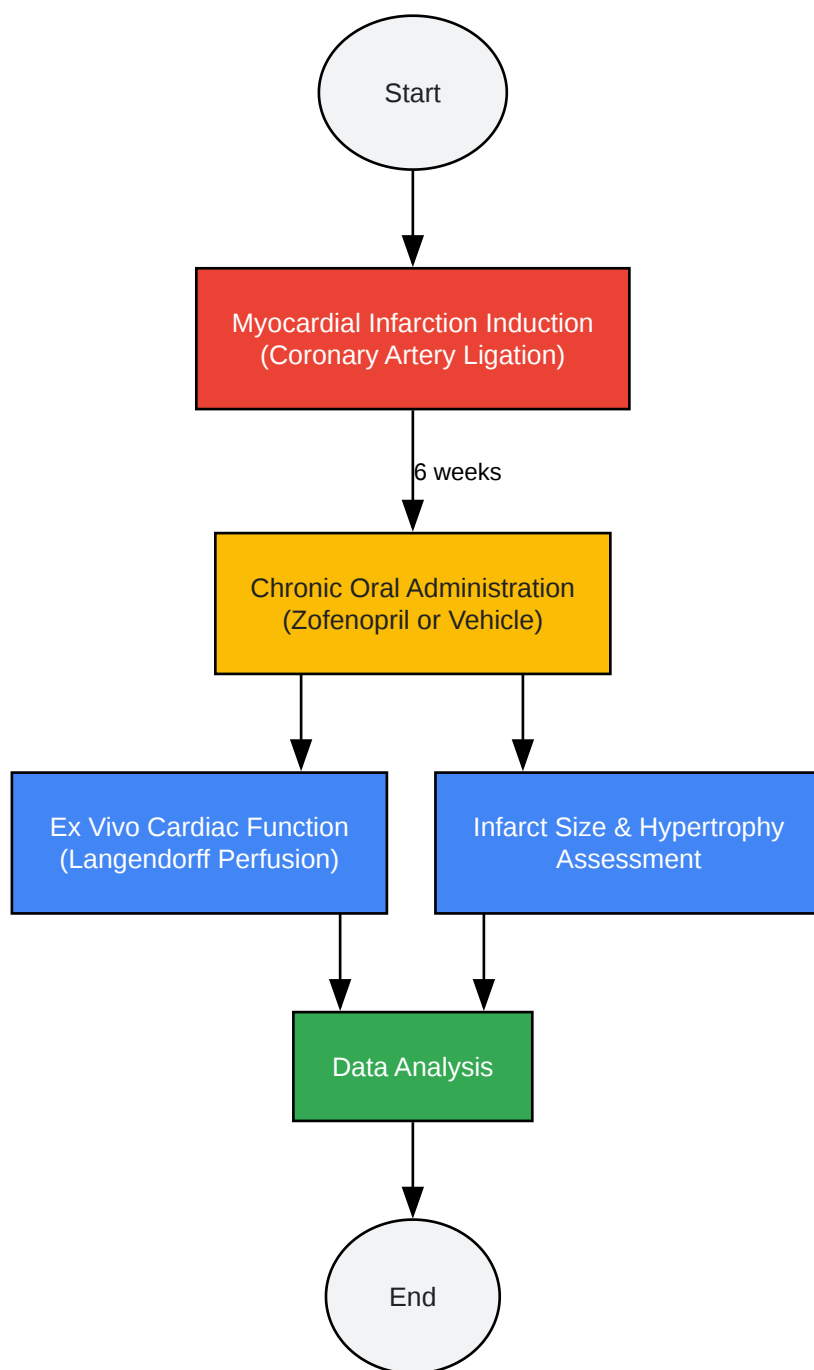 Start
Myocardial Infarction Induction
(Coronary Artery Ligation)
6 weeks
Chronic Oral Administration
(Zofenopril or Vehicle)
Ex Vivo Cardiac Function
(Langendorff Perfusion)
Infarct Size & Hypertrophy
Assessment
Data Analysis
End